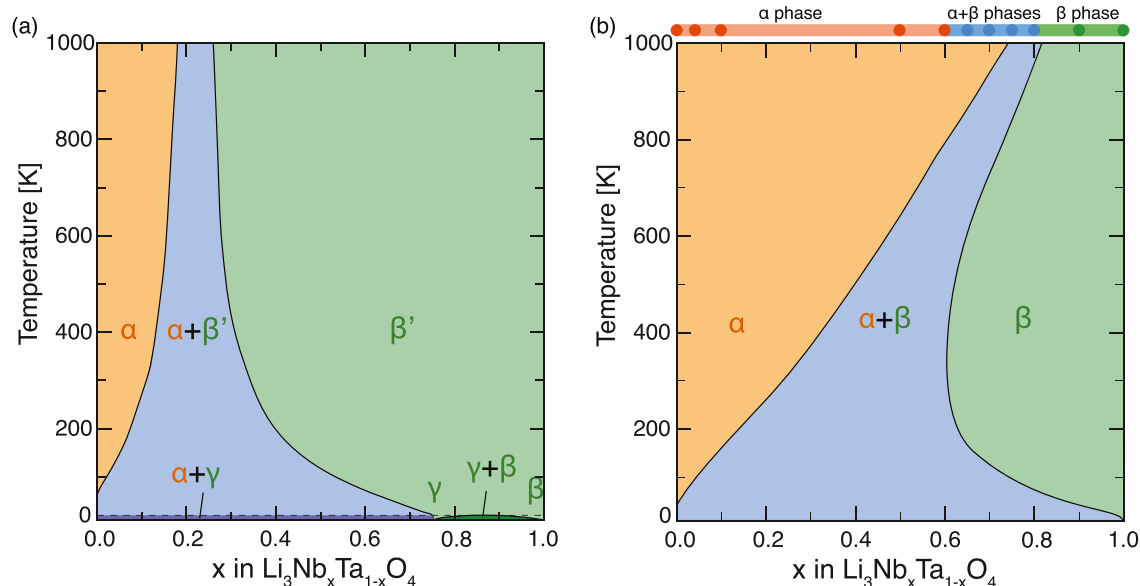 (a)
1000
800
600
400
200
0
Temperature [K]
α
α+β’
β’
α+γ
γ
γ+β
β
0.0
0.2
0.4
0.6
0.8
1.0
x in Li₃NbₓTa₁₋ₓO₄
(b)
α phase
α+β phases
β phase
1000
800
600
400
200
0
Temperature [K]
α
α+β
β
0.0
0.2
0.4
0.6
0.8
1.0
x in Li₃NbₓTa₁₋ₓO₄